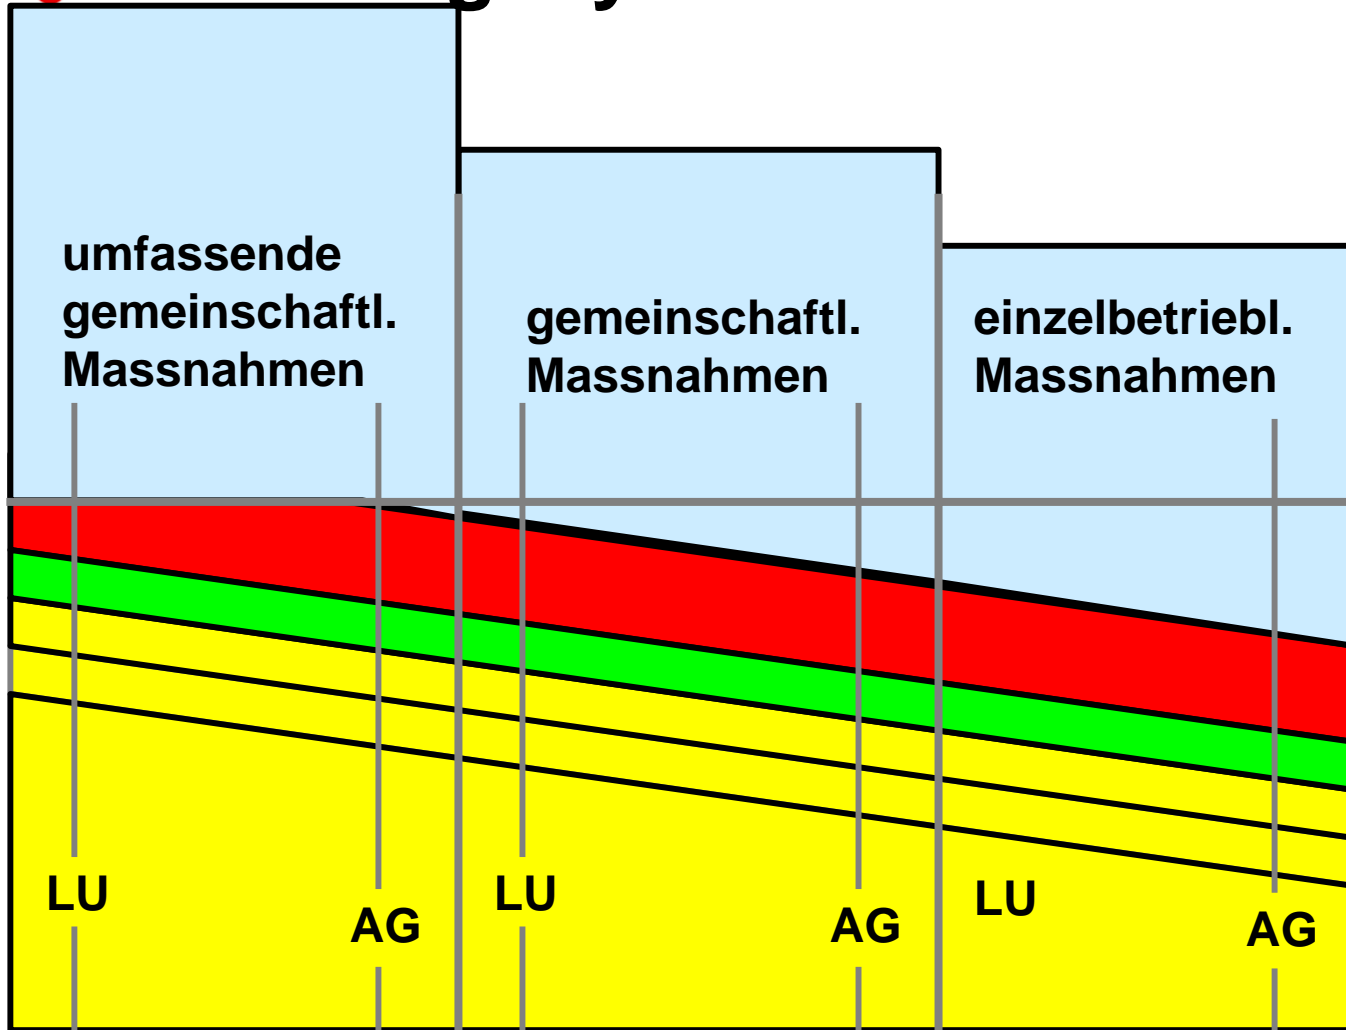 umfassende
gemeinschaftl.
Massnahmen
gemeinschaftl.
Massnahmen
einzelbetriebl.
Massnahmen
LU
AG
LU
AG
LU
AG